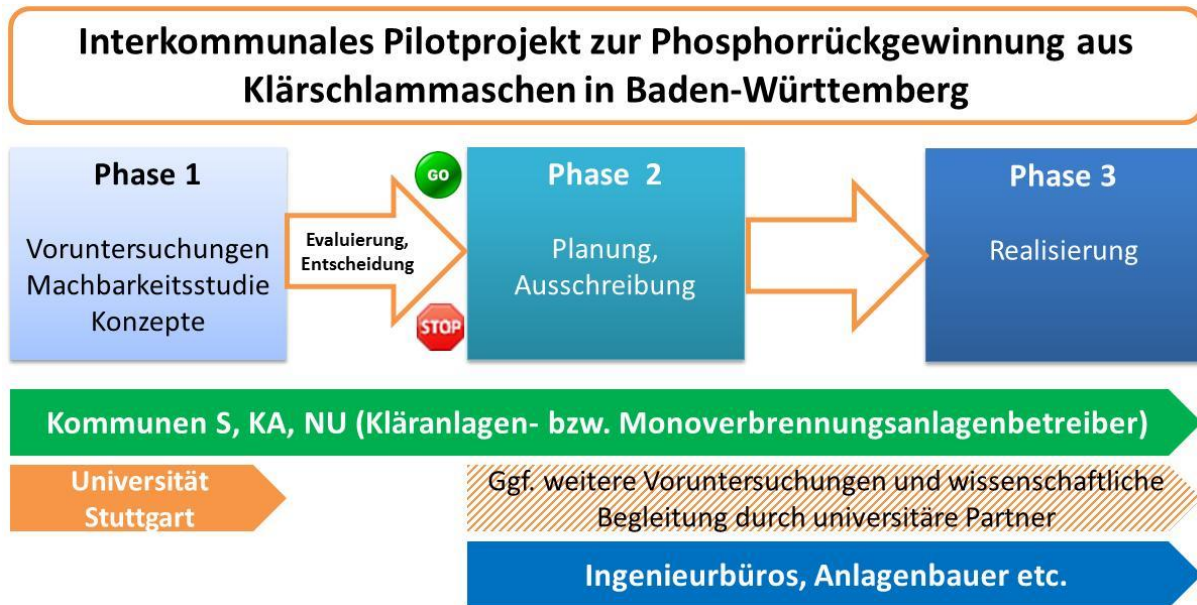 Interkommunales Pilotprojekt zur Phosphorrückgewinnung aus
Klärschlammaschen in Baden-Württemberg
Phase 1
Voruntersuchungen
Machbarkeitsstudie
Konzepte
Evaluierung,
Entscheidung
GO
STOP
Phase 2
Planung,
Ausschreibung
Phase 3
Realisierung
Kommunen S, KA, NU (Kläranlagen- bzw. Monoverbrennungsanlagenbetreiber)
Universität
Stuttgart
Ggf. weitere Voruntersuchungen und wissenschaftliche
Begleitung durch universitäre Partner
Ingenieurbüros, Anlagenbauer etc.